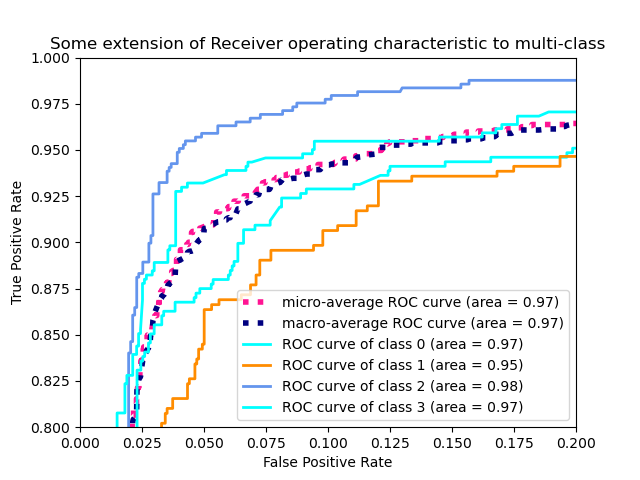 Some extension of Receiver operating characteristic to multi-class
1.000
0.975
0.950
0.925
0.900
0.875
0.850
0.825
0.800
True Positive Rate
micro-average ROC curve (area = 0.97)
macro-average ROC curve (area = 0.97)
ROC curve of class 0 (area = 0.97)
ROC curve of class 1 (area = 0.95)
ROC curve of class 2 (area = 0.98)
ROC curve of class 3 (area = 0.97)
0.000 0.025 0.050 0.075 0.100 0.125 0.150 0.175 0.200
False Positive Rate